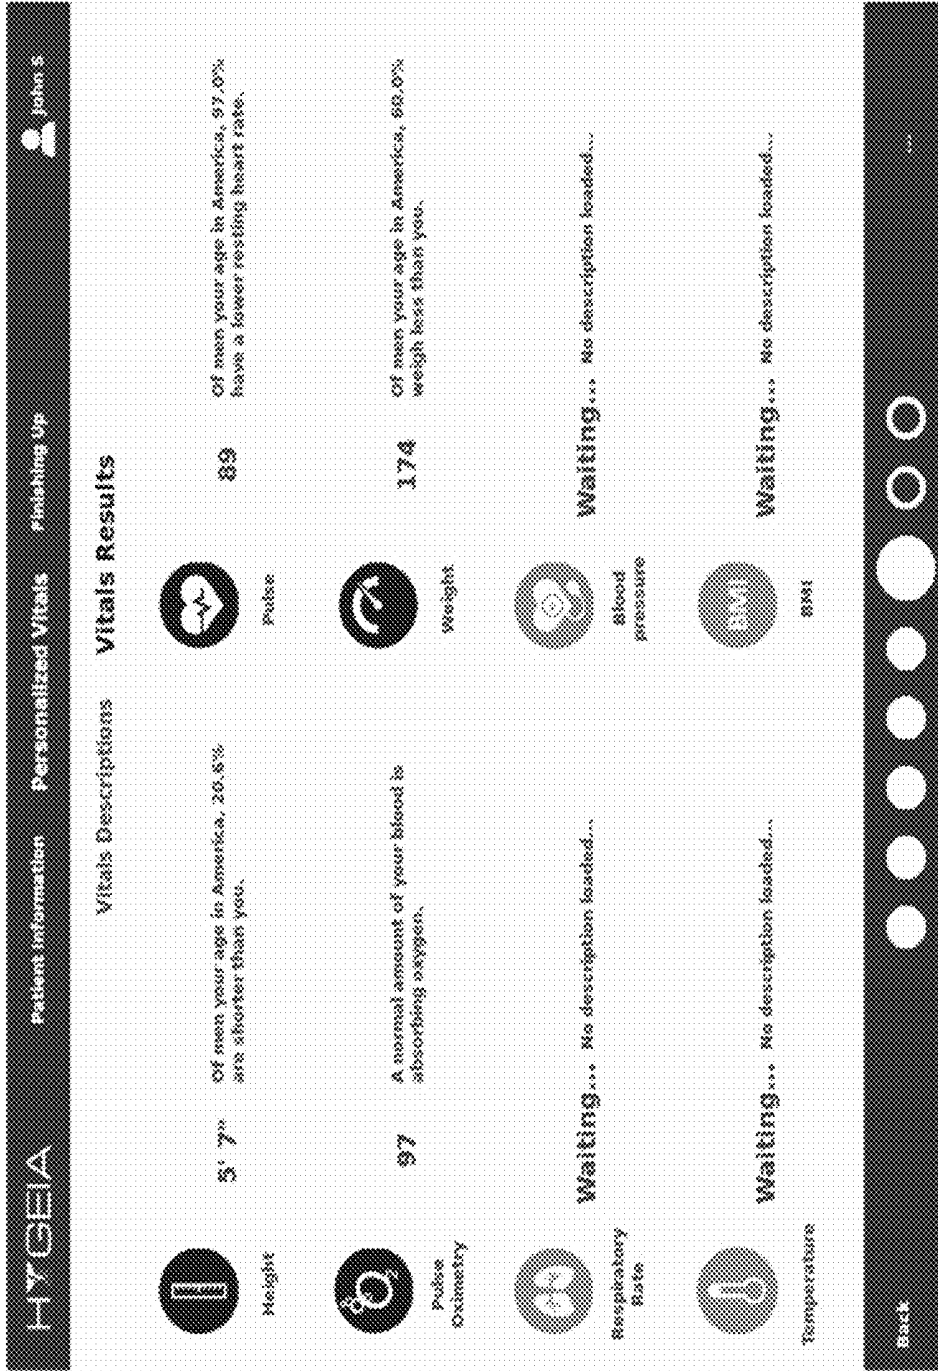 HYGEIA
Patient Information
Personalized Vitals
Finishing Up
John S
Vitals Descriptions
Vitals Results
Height
5' 7"
Of men your age in America, 20.6%
are shorter than you.
Pulse
89
Of men your age in America, 97.0%
have a lower resting heart rate.
Pulse
Oximetry
97
A normal amount of your blood is
absorbing oxygen.
Weight
174
Of men your age in America, 60.0%
weigh less than you.
Respiratory
Rate
Waiting... No description loaded...
Blood
pressure
Waiting... No description loaded...
Temperature
Waiting... No description loaded...
BMI
BMI
Waiting... No description loaded...
Back
...